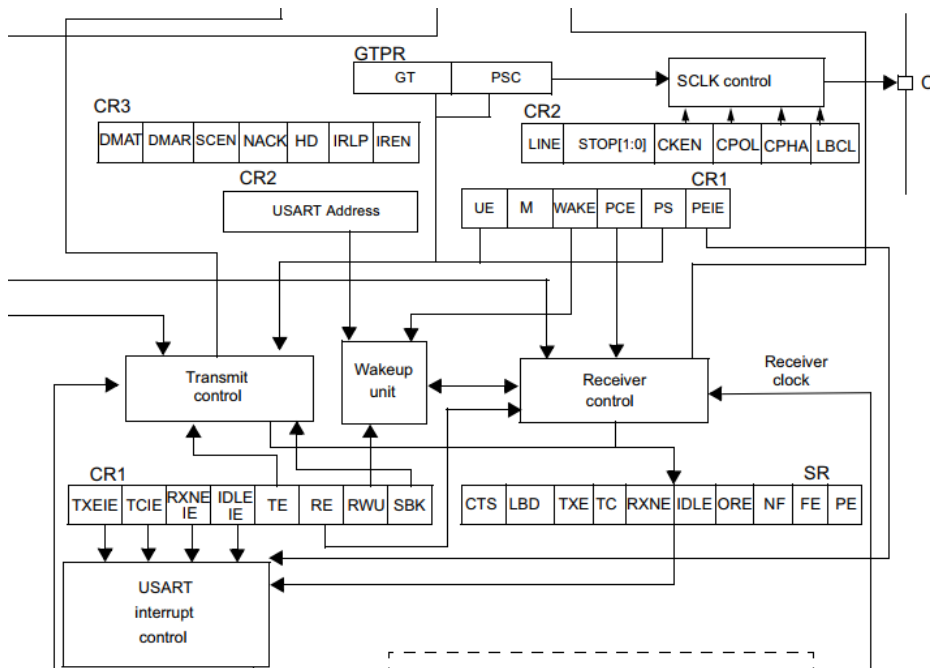 GTPR
GT PSC
SCLK control
CR3
DMAT DMAR SCEN NACK HD IRLP IREN
CR2
LINE STOP[1:0] CKEN CPOL CPHA LBCL
CR2
USART Address
CR1
UE M WAKE PCE PS PEIE
Transmit
control
Wakeup
unit
Receiver
control
Receiver
clock
CR1
TXEIE TCIE RXNE
IE IDLE
IE TE RE RWU SBK
SR
CTS LBD TXE TC RXNE IDLE ORE NF FE PE
USART
interrupt
control